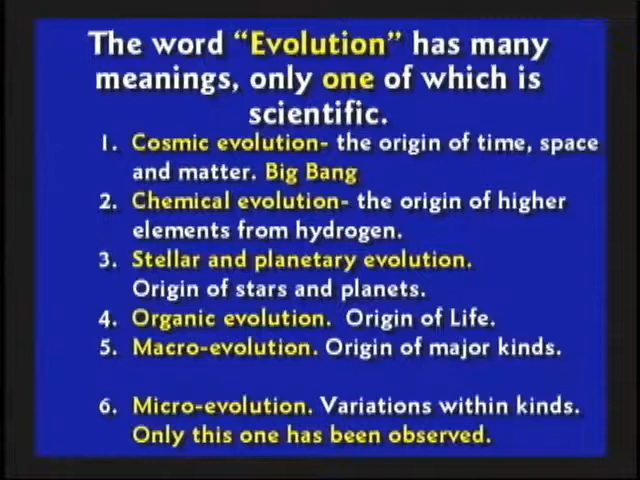 The word “Evolution” has many
meanings, only one of which is
scientific.
1. Cosmic evolution- the origin of time, space
and matter. Big Bang
2. Chemical evolution- the origin of higher
elements from hydrogen.
3. Stellar and planetary evolution.
Origin of stars and planets.
4. Organic evolution. Origin of Life.
5. Macro-evolution. Origin of major kinds.
6. Micro-evolution. Variations within kinds.
Only this one has been observed.